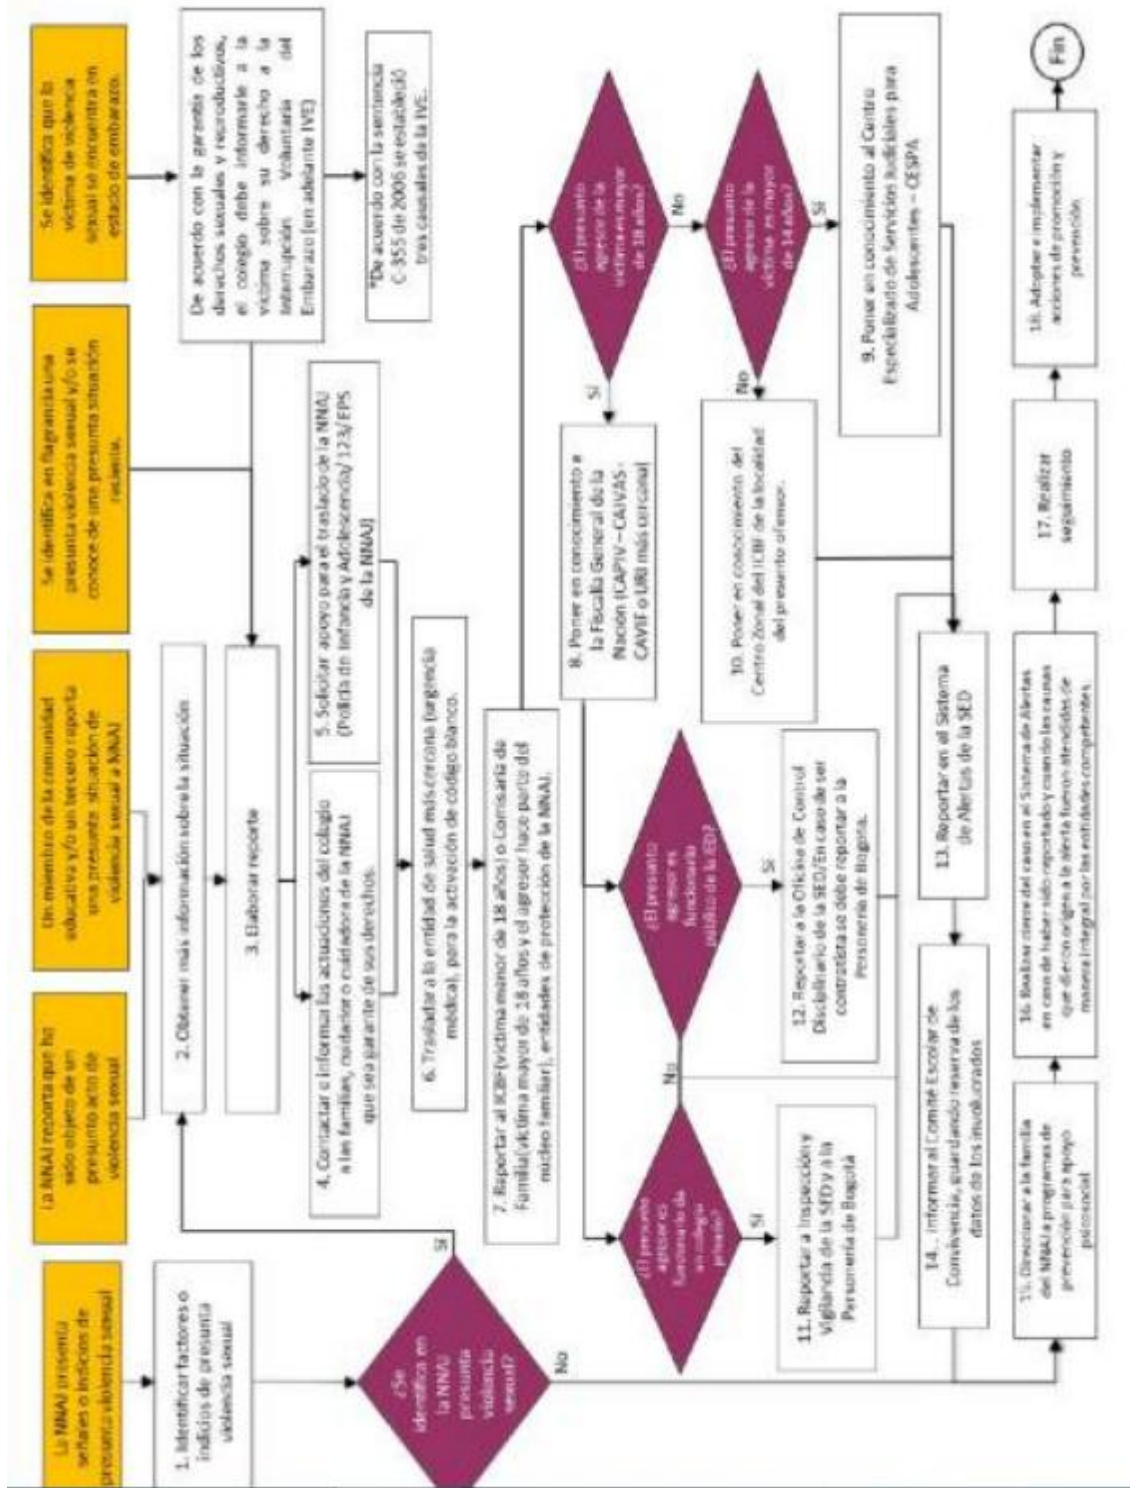 La NNAJ presenta
señales o indicios de
presunta violencia sexual
La NNAJ reporta que ha
sido objeto de un
presunto acto de
violencia sexual
Un miembro de la comunidad
educativa y/o un tercero reporta
una presunta situación de
violencia sexual a NNAJ
Se identifica en flagrancia una
presunta violencia sexual y/o se
conoce de una presunta situación
reciente.
Se identifica que la
víctima de violencia
sexual se encuentra en
estado de embarazo.
1. Identificar factores o
indicios de presunta
violencia sexual
2. Obtener más información sobre la situación
De acuerdo con la garantía de los
derechos sexuales y reproductivos,
el colegio debe informarle a la
víctima sobre su derecho a la
Interrupción Voluntaria del
Embarazo (en adelante IVE)
3. Elaborar reporte
*De acuerdo con la sentencia
C-355 de 2006 se estableció
tres causales de la IVE.
¿Se
identifica en
la NNAJ
presunta
violencia
sexual?
Sí
No
4. Contactar e informar las actuaciones del colegio
a las familias, cuidador o cuidadora de la NNAJ
que sea garante de sus derechos.
5. Solicitar apoyo para el traslado de la NNAJ
(Policía de Infancia y Adolescencia/ 123/ EPS
de la NNAJ)
6. Trasladar a la entidad de salud más cercana (urgencia
médica), para la activación de código blanco.
7. Reportar al ICBF(víctima menor de 18 años) o Comisaría de
Familia(víctima mayor de 18 años y el agresor hace parte del
núcleo familiar), entidades de protección de la NNAJ.
¿El presunto
agresor de la
víctima es mayor
de 18 años?
Sí
No
8. Poner en conocimiento a
la Fiscalía General de la
Nación (CAPIV – CAIVAS -
CAVIF o URI más cercana)
¿El presunto
agresor de la
víctima es mayor
de 14 años?
No
Sí
¿El presunto
agresor es
funcionario de
un colegio
privado?
Sí
No
¿El presunto
agresor es
funcionario
público de la ED?
Sí
10. Poner en conocimiento del
Centro Zonal del ICBF de la localidad
del presunto ofensor.
9. Poner en conocimiento al Centro
Especializado de Servicios Judiciales para
Adolescentes – CESPA
11. Reportar a Inspección y
Vigilancia de la SED y a la
Personería de Bogotá
12. Reportar a la Oficina de Control
Disciplinario de la SED/En caso de ser
contratista se debe reportar a la
Personería de Bogotá.
13. Reportar en el Sistema
de Alertas de la SED
14.. Informar al Comité Escolar de
Convivencia, guardando reserva de los
datos de los involucrados
15. Direccionar a la familia
del NNAJ a programas de
prevención para apoyo
psicosocial
16. Realizar cierre del caso en el Sistema de Alertas
en caso de haber sido reportado y cuando las causas
que dieron origen a la alerta fueron atendidas de
manera integral por las entidades competentes
17. Realizar
seguimiento
18. Adoptar e implementar
acciones de promoción y
prevención
Fin